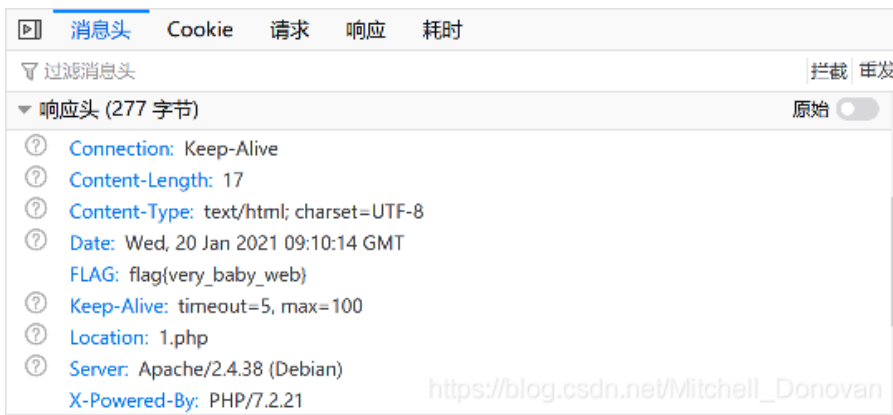 消息头 Cookie 请求 响应 耗时
过滤消息头 拦截 重发
响应头 (277 字节) 原始
Connection: Keep-Alive
Content-Length: 17
Content-Type: text/html; charset=UTF-8
Date: Wed, 20 Jan 2021 09:10:14 GMT
FLAG: flag{very_baby_web}
Keep-Alive: timeout=5, max=100
Location: 1.php
Server: Apache/2.4.38 (Debian)
X-Powered-By: PHP/7.2.21
https://blog.csdn.net/Mitchell_Donovan